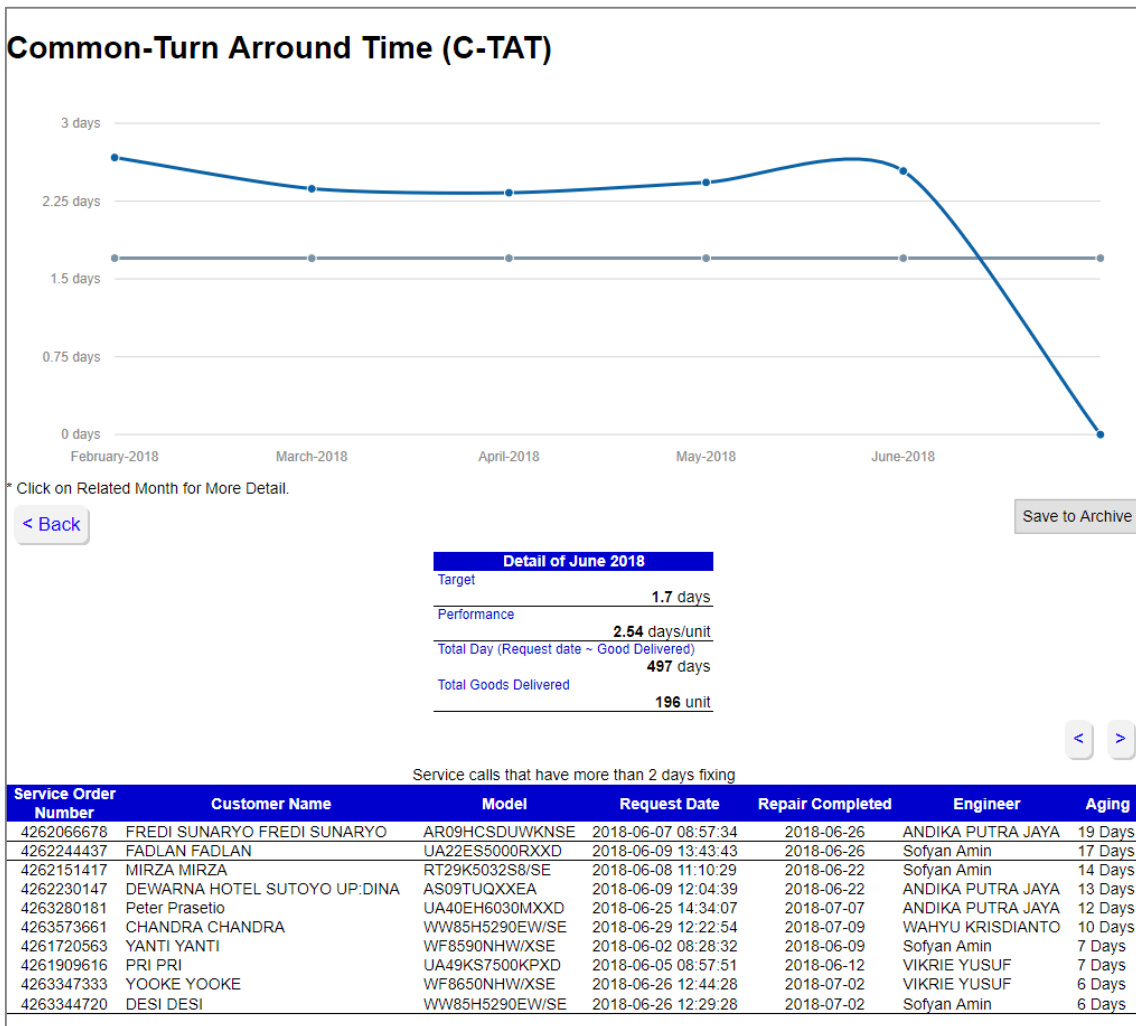 Common-Turn Arround Time (C-TAT)
3 days
2.25 days
1.5 days
0.75 days
0 days
February-2018 March-2018 April-2018 May-2018 June-2018
* Click on Related Month for More Detail.
< Back
Save to Archive
Detail of June 2018
Target
1.7 days
Performance
2.54 days/unit
Total Day (Request date ~ Good Delivered)
497 days
Total Goods Delivered
196 unit
< >
Service calls that have more than 2 days fixing
Service Order Number Customer Name Model Request Date Repair Completed Engineer Aging
4262066678 FREDI SUNARYO FREDI SUNARYO AR09HCSDUWKNSE 2018-06-07 08:57:34 2018-06-26 ANDIKA PUTRA JAYA 19 Days
4262244437 FADLAN FADLAN UA22ES5000RXXD 2018-06-09 13:43:43 2018-06-26 Sofyan Amin 17 Days
4262151417 MIRZA MIRZA RT29K5032S8/SE 2018-06-08 11:10:29 2018-06-22 Sofyan Amin 14 Days
4262230147 DEWARNA HOTEL SUTOYO UP:DINA AS09TUQXXEA 2018-06-09 12:04:39 2018-06-22 ANDIKA PUTRA JAYA 13 Days
4263280181 Peter Prasetio UA40EH6030MXXD 2018-06-25 14:34:07 2018-07-07 ANDIKA PUTRA JAYA 12 Days
4263573661 CHANDRA CHANDRA WW85H5290EW/SE 2018-06-29 12:22:54 2018-07-09 WAHYU KRISDIANTO 10 Days
4261720563 YANTI YANTI WF8590NHW/XSE 2018-06-02 08:28:32 2018-06-09 Sofyan Amin 7 Days
4261909616 PRI PRI UA49KS7500KPXD 2018-06-05 08:57:51 2018-06-12 VIKRIE YUSUF 7 Days
4263347333 YOOKE YOOKE WF8650NHW/XSE 2018-06-26 12:44:28 2018-07-02 VIKRIE YUSUF 6 Days
4263344720 DESI DESI WW85H5290EW/SE 2018-06-26 12:29:28 2018-07-02 Sofyan Amin 6 Days